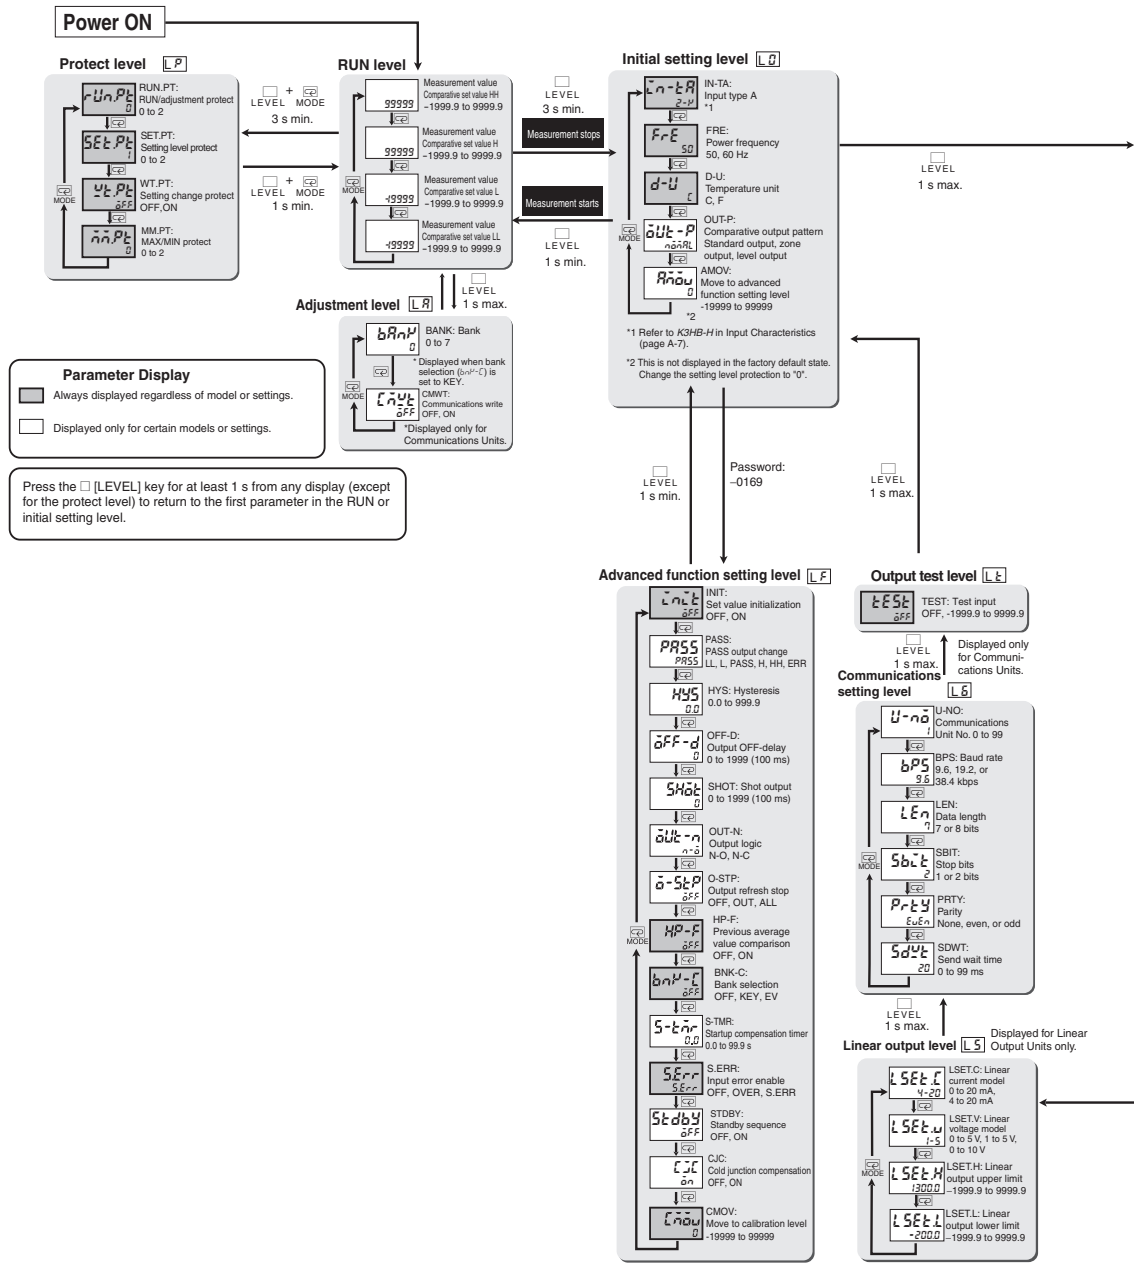 Power ON
Protect level LP
RUN.PT:
RUN/adjustment protect
0 to 2
SET.PT:
Setting level protect
0 to 2
WT.PT:
Setting change protect
OFF,ON
MM.PT:
MAX/MIN protect
0 to 2
MODE
LEVEL + MODE
3 s min.
LEVEL + MODE
1 s min.
RUN level
99999
Measurement value
Comparative set value HH
–1999.9 to 9999.9
99999
Measurement value
Comparative set value H
–1999.9 to 9999.9
-19999
Measurement value
Comparative set value L
–1999.9 to 9999.9
-19999
Measurement value
Comparative set value LL
–1999.9 to 9999.9
MODE
LEVEL
3 s min.
Measurement stops
Measurement starts
LEVEL
1 s min.
LEVEL
1 s max.
Initial setting level L0
IN-TA:
Input type A
*1
FRE:
Power frequency
50, 60 Hz
D-U:
Temperature unit
C, F
OUT-P:
Comparative output pattern
Standard output, zone
output, level output
AMOV:
Move to advanced
function setting level
-19999 to 99999
*2
MODE
*1 Refer to K3HB-H in Input Characteristics
(page A-7).
*2 This is not displayed in the factory default state.
Change the setting level protection to "0".
LEVEL
1 s max.
Adjustment level LA
BANK: Bank
0 to 7
* Displayed when bank
selection (bnK-C) is
set to KEY.
CMWT:
Communications write
OFF, ON
*Displayed only for
Communications Units.
MODE
Parameter Display
Always displayed regardless of model or settings.
Displayed only for certain models or settings.
Press the □ [LEVEL] key for at least 1 s from any display (except
for the protect level) to return to the first parameter in the RUN or
initial setting level.
LEVEL
1 s min.
Password:
–0169
LEVEL
1 s max.
Advanced function setting level LF
INIT:
Set value initialization
OFF, ON
PASS:
PASS output change
LL, L, PASS, H, HH, ERR
HYS: Hysteresis
0.0 to 999.9
OFF-D:
Output OFF-delay
0 to 1999 (100 ms)
SHOT: Shot output
0 to 1999 (100 ms)
OUT-N:
Output logic
N-O, N-C
O-STP:
Output refresh stop
OFF, OUT, ALL
HP-F:
Previous average
value comparison
OFF, ON
BNK-C:
Bank selection
OFF, KEY, EV
S-TMR:
Startup compensation timer
0.0 to 99.9 s
S.ERR:
Input error enable
OFF, OVER, S.ERR
STDBY:
Standby sequence
OFF, ON
CJC:
Cold junction compensation
OFF, ON
CMOV:
Move to calibration level
-19999 to 99999
MODE
Output test level Lt
TEST: Test input
OFF, -1999.9 to 9999.9
LEVEL
1 s max.
Displayed only
for Communi-
cations Units.
Communications
setting level L6
U-NO:
Communications
Unit No. 0 to 99
BPS: Baud rate
9.6, 19.2, or
38.4 kbps
LEN:
Data length
7 or 8 bits
SBIT:
Stop bits
1 or 2 bits
PRTY:
Parity
None, even, or odd
SDWT:
Send wait time
0 to 99 ms
MODE
LEVEL
1 s max.
Linear output level L5
Displayed for Linear
Output Units only.
LSET.C: Linear
current model
0 to 20 mA,
4 to 20 mA
LSET.V: Linear
voltage model
0 to 5 V, 1 to 5 V,
0 to 10 V
LSET.H: Linear
output upper limit
–1999.9 to 9999.9
LSET.L: Linear
output lower limit
–1999.9 to 9999.9
MODE